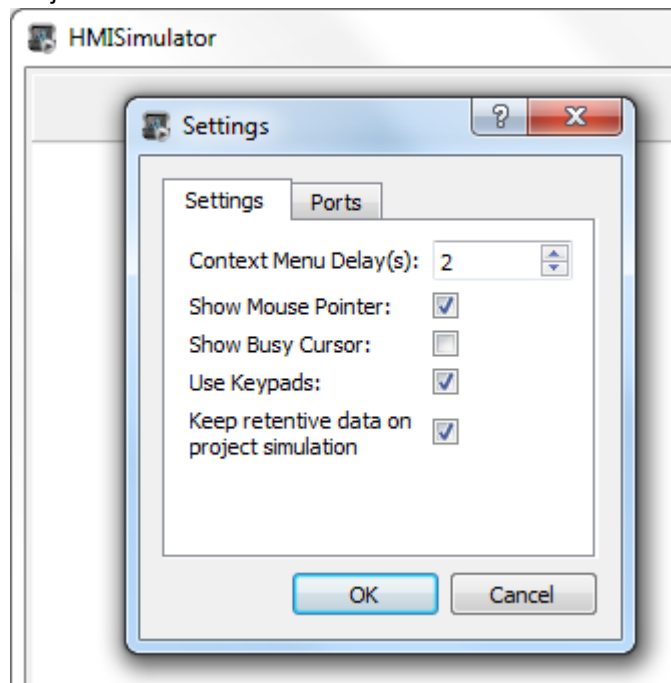 HMISimulator
Settings
?
Settings Ports
Context Menu Delay(s): 2
Show Mouse Pointer:
Show Busy Cursor:
Use Keypads:
Keep retentive data on
project simulation
OK Cancel